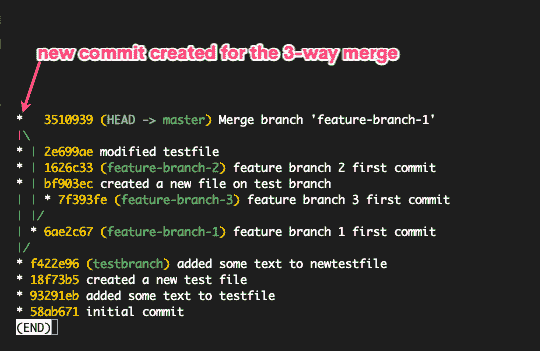 new commit created for the 3-way merge
*   3510939 (HEAD -> master) Merge branch 'feature-branch-1'
|\
* | 2e699ae modified testfile
* | 1626c33 (feature-branch-2) feature branch 2 first commit
* | bf903ec created a new file on test branch
| | * 7f393fe (feature-branch-3) feature branch 3 first commit
| |/
| * 6ae2c67 (feature-branch-1) feature branch 1 first commit
|/
* f422e96 (testbranch) added some text to newtestfile
* 18f73b5 created a new test file
* 93291eb added some text to testfile
* 58ab671 initial commit
(END)